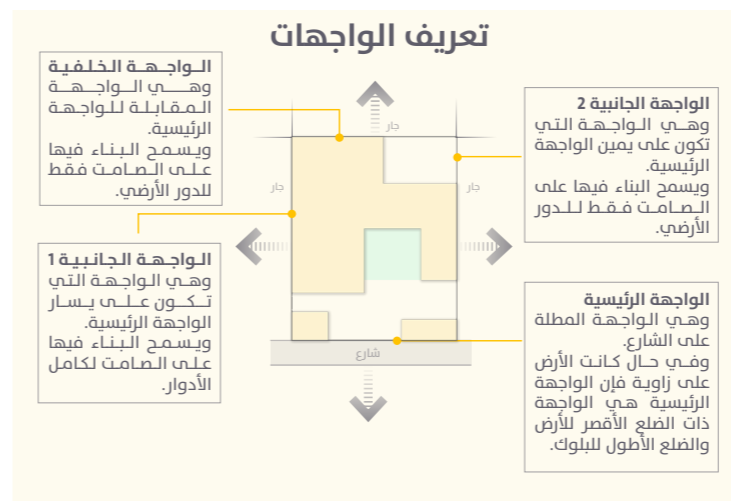 تعريف الواجهات
الواجهة الخلفية
وهي الواجهة
المقابلة للواجهة
الرئيسية.
ويسمح البناء فيها
على الصامت فقط
للدور الأرضي.
الواجهة الجانبية 2
وهي الواجهة التي
تكون على يمين الواجهة
الرئيسية.
ويسمح البناء فيها على
الصامت فقط للدور
الأرضي.
جار
جار
جار
الواجهة الجانبية 1
وهي الواجهة التي
تكون على يسار
الواجهة الرئيسية.
ويسمح البناء فيها
على الصامت لكامل
الأدوار.
الواجهة الرئيسية
وهي الواجهة المطلة
على الشارع.
وفي حال كانت الأرض
على زاوية فإن الواجهة
الرئيسية هي الواجهة
ذات الضلع الأقصر للأرض
والضلع الأطول للبلوك.
شارع